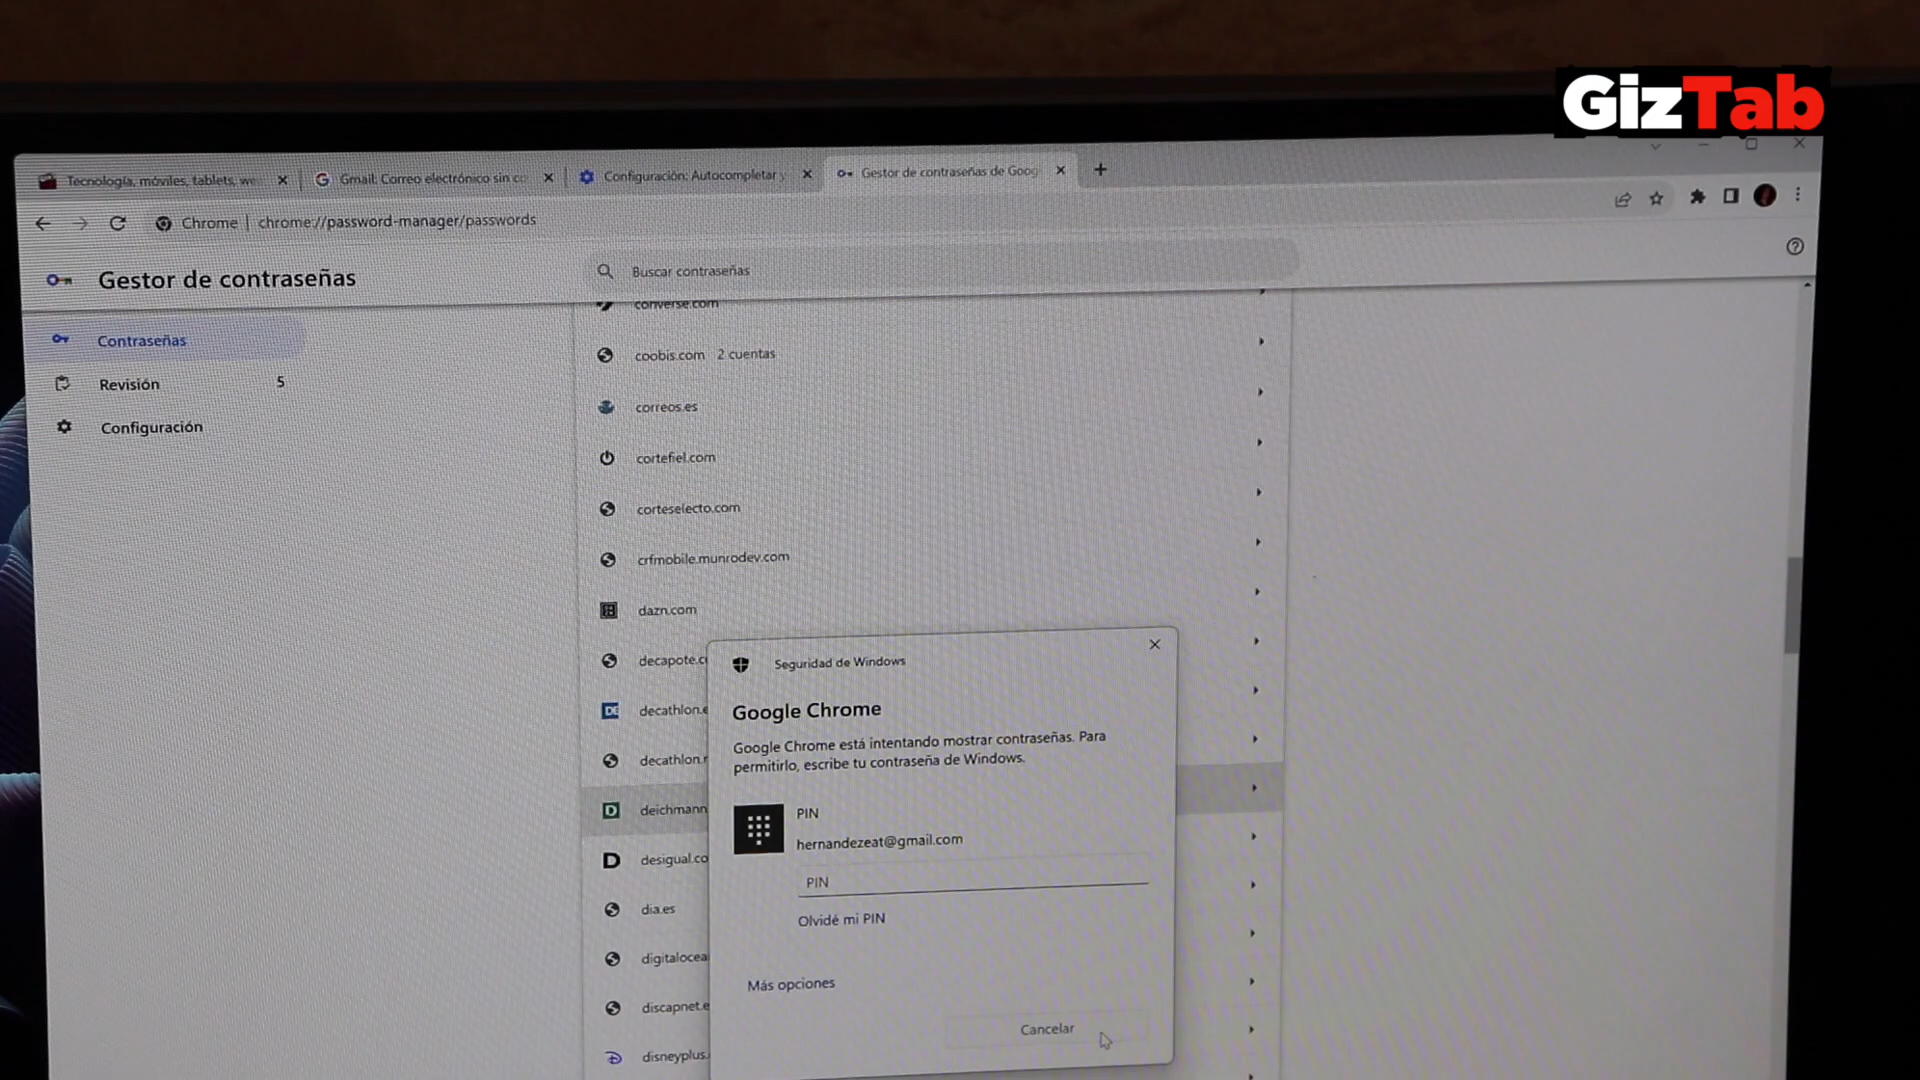 GizTab
Tecnología, móviles, tablets, we
Gmail: Correo electrónico sin co
Configuración: Autocompletar y
Gestor de contraseñas de Goog
Chrome | chrome://password-manager/passwords
Gestor de contraseñas
Buscar contraseñas
Contraseñas
Revisión 5
Configuración
converse.com
coobis.com 2 cuentas
correos.es
cortefiel.com
corteselecto.com
crfmobile.munrodev.com
dazn.com
decapote.c
decathlon.e
decathlon.r
deichmann
desigual.co
dia.es
digitalocea
discapnet.e
disneyplus.
Seguridad de Windows
Google Chrome
Google Chrome está intentando mostrar contraseñas. Para
permitirlo, escribe tu contraseña de Windows.
PIN
hernandezeat@gmail.com
PIN
Olvidé mi PIN
Más opciones
Cancelar